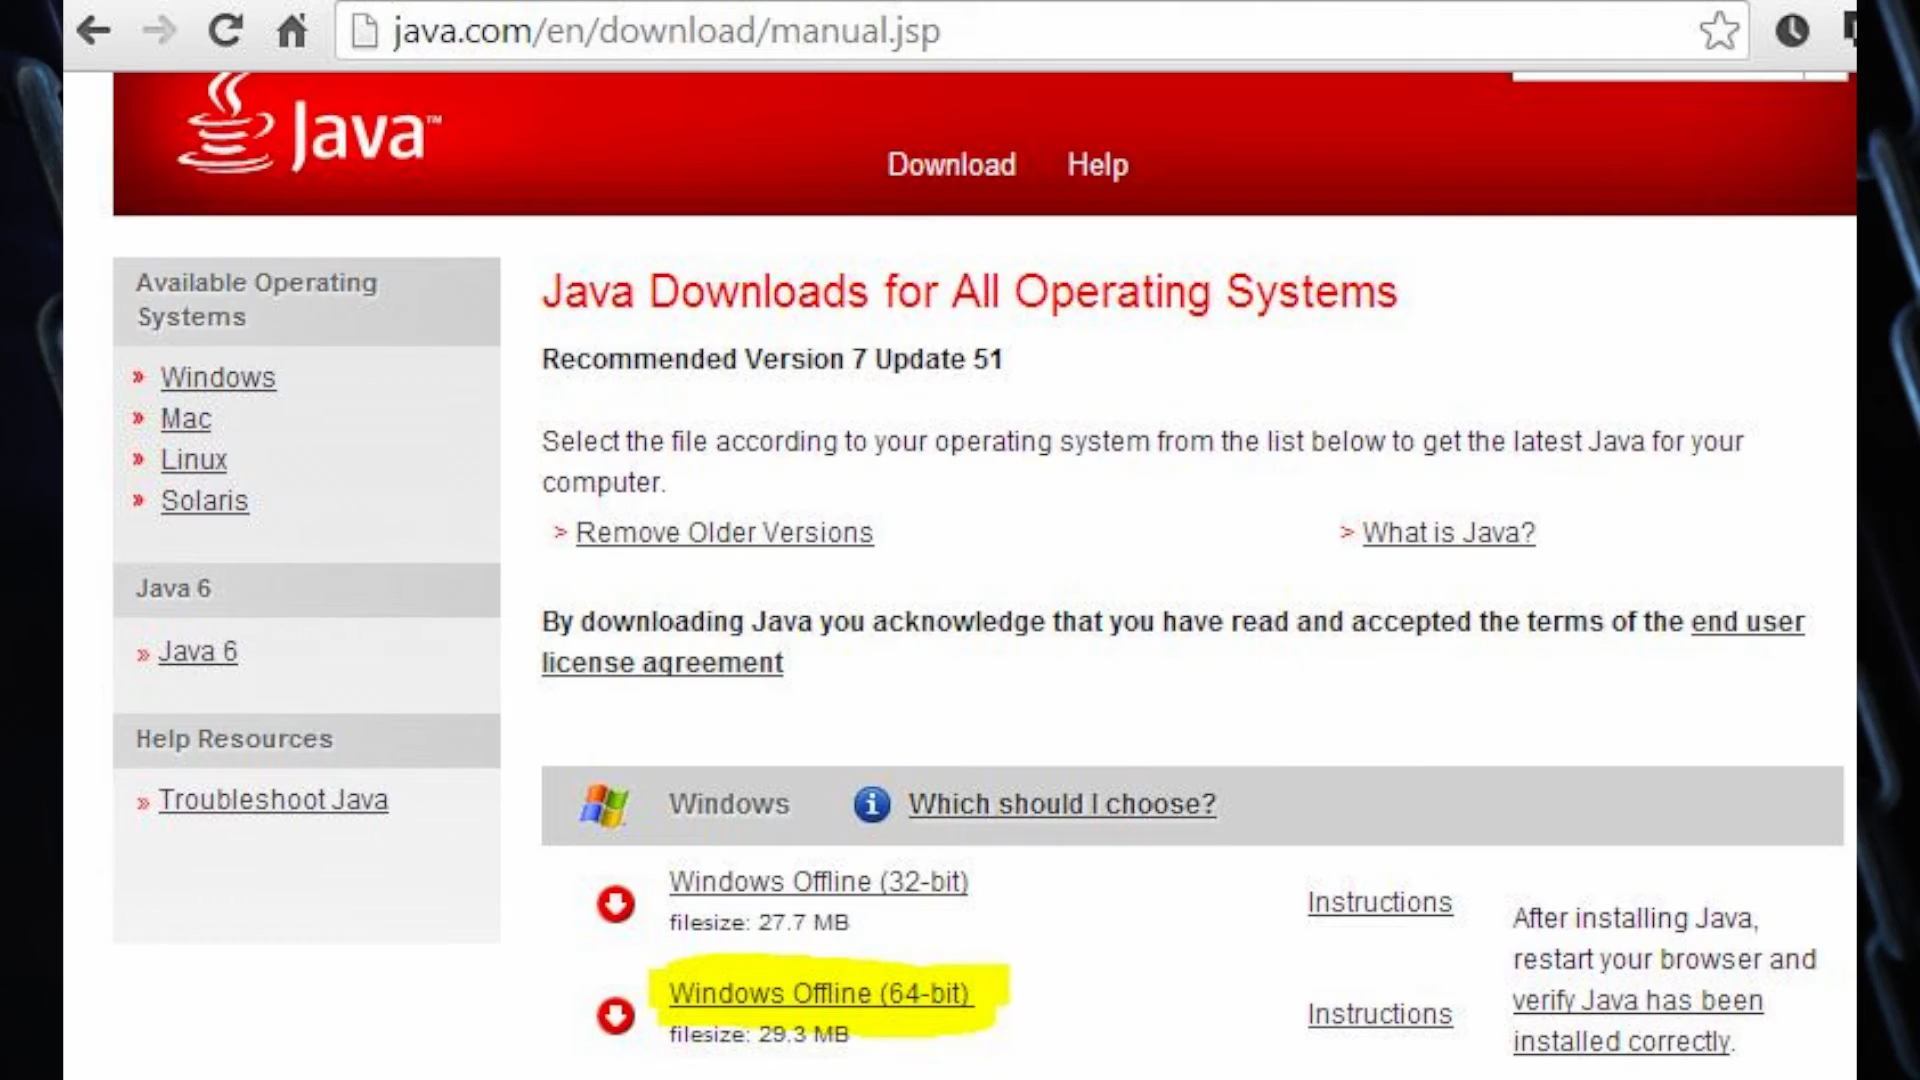 java.com/en/download/manual.jsp
Java™
Download Help
Available Operating
Systems
» Windows
» Mac
» Linux
» Solaris
Java 6
» Java 6
Help Resources
» Troubleshoot Java
Java Downloads for All Operating Systems
Recommended Version 7 Update 51
Select the file according to your operating system from the list below to get the latest Java for your
computer.
> Remove Older Versions > What is Java?
By downloading Java you acknowledge that you have read and accepted the terms of the end user
license agreement
Windows Which should I choose?
Windows Offline (32-bit)
filesize: 27.7 MB
Instructions
Windows Offline (64-bit)
filesize: 29.3 MB
Instructions
After installing Java,
restart your browser and
verify Java has been
installed correctly.